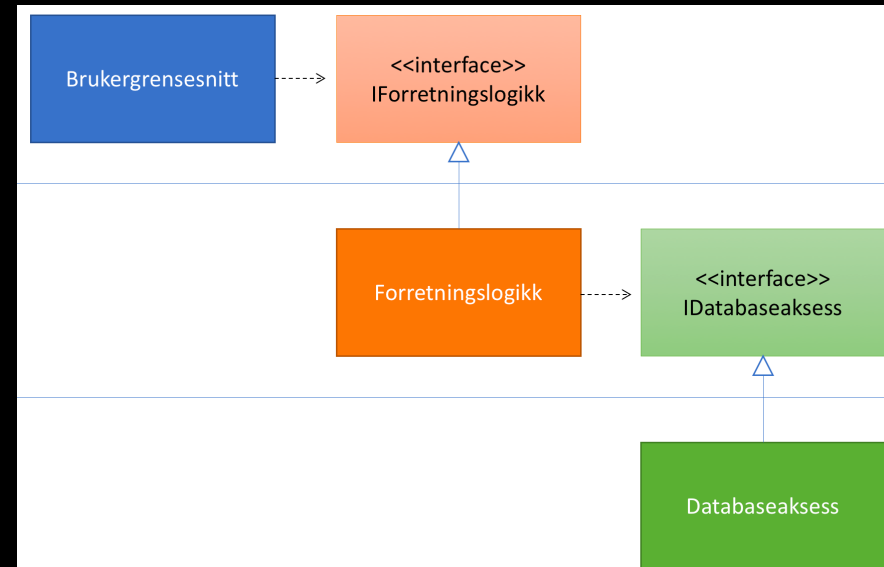 Brukergrensesnitt
<<interface>>
IForretningslogikk
Forretningslogikk
<<interface>>
IDatabaseaksess
Databaseaksess